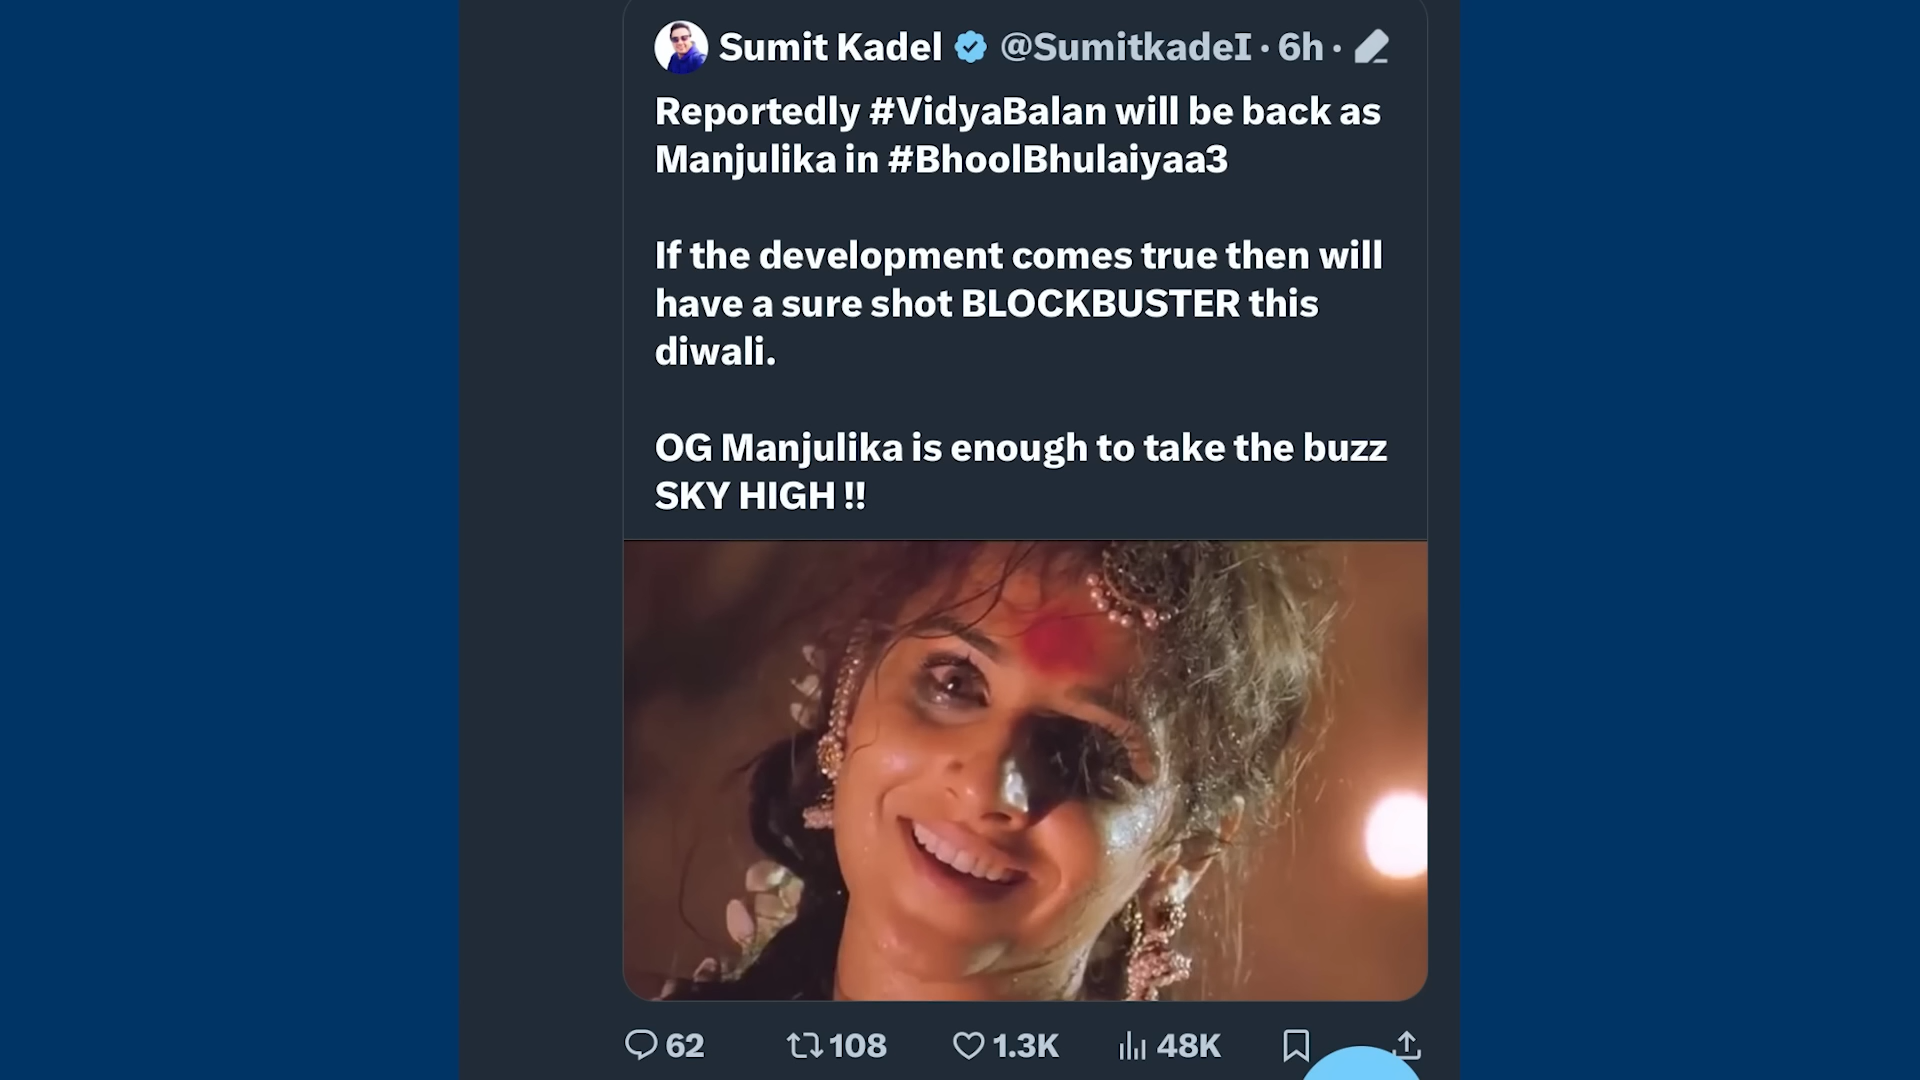 Sumit Kadel @SumitkadeI · 6h ·
Reportedly #VidyaBalan will be back as
Manjulika in #BhoolBhulaiyaa3
If the development comes true then will
have a sure shot BLOCKBUSTER this
diwali.
OG Manjulika is enough to take the buzz
SKY HIGH !!
62 108 1.3K 48K